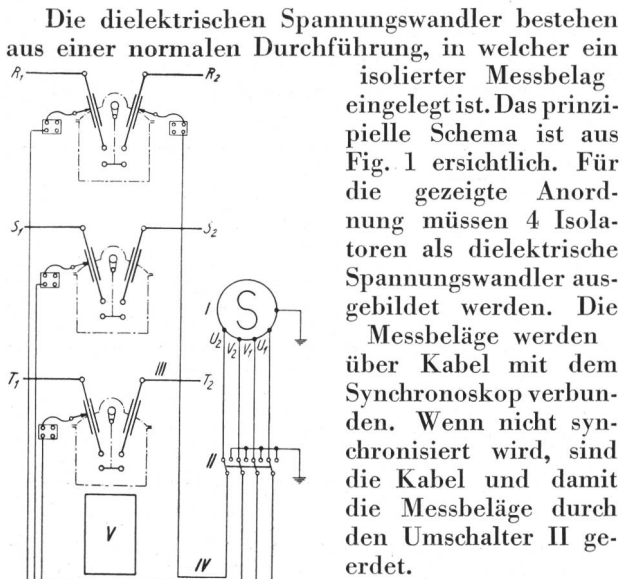 Die dielektrischen Spannungswandler bestehen
aus einer normalen Durchführung, in welcher ein
isolierter Messbelag
eingelegt ist. Das prinzi-
pielle Schema ist aus
Fig. 1 ersichtlich. Für
die gezeigte Anord-
nung müssen 4 Isola-
toren als dielektrische
Spannungswandler aus-
gebildet werden. Die
Messbeläge werden
über Kabel mit dem
Synchronoskop verbun-
den. Wenn nicht syn-
chronisiert wird, sind
die Kabel und damit
die Messbeläge durch
den Umschalter II ge-
erdet.
R₁ R₂
S₁ S₂
I S
U₂ V₂ V₁ U₁
T₁ III T₂
II
V
IV